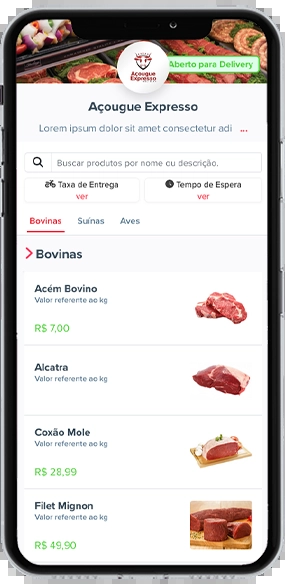 Açougue
Expresso
Aberto para Delivery
Açougue Expresso
Lorem ipsum dolor sit amet consectetur adi ...
Buscar produtos por nome ou descrição.
Taxa de Entrega
ver
Tempo de Espera
ver
Bovinas Suínas Aves
Bovinas
Acém Bovino
Valor referente ao kg
R$ 7,00
Alcatra
Valor referente ao kg
Coxão Mole
Valor referente ao kg
R$ 28,99
Filet Mignon
Valor referente ao kg
R$ 49,90